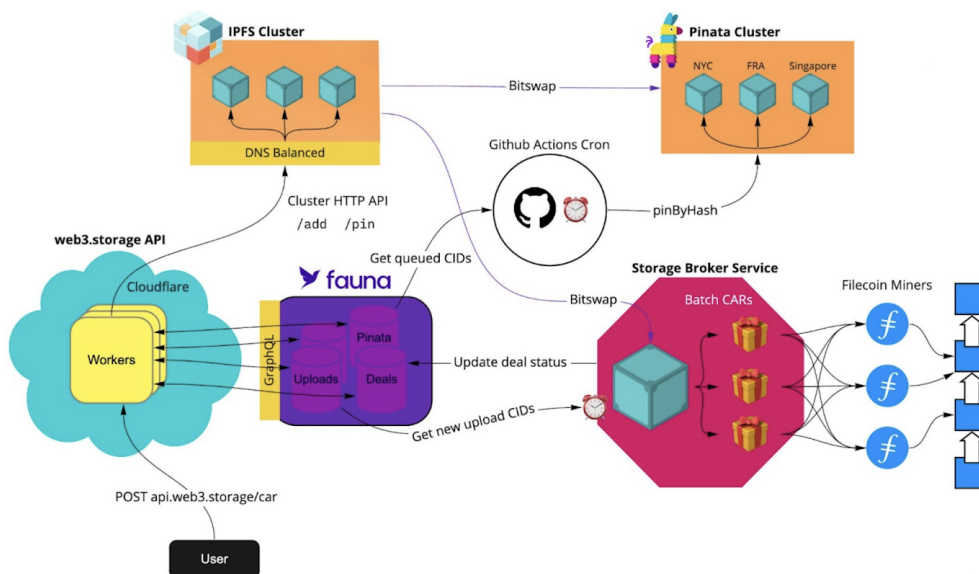 IPFS Cluster
Pinata Cluster
NYC
FRA
Singapore
Bitswap
DNS Balanced
Github Actions Cron
Cluster HTTP API
/add /pin
pinByHash
web3.storage API
Cloudflare
Get queued CIDs
fauna
Storage Broker Service
Batch CARs
Filecoin Miners
Bitswap
Workers
GraphQL
Pinata
Uploads
Deals
Update deal status
Get new upload CIDs
POST api.web3.storage/car
User